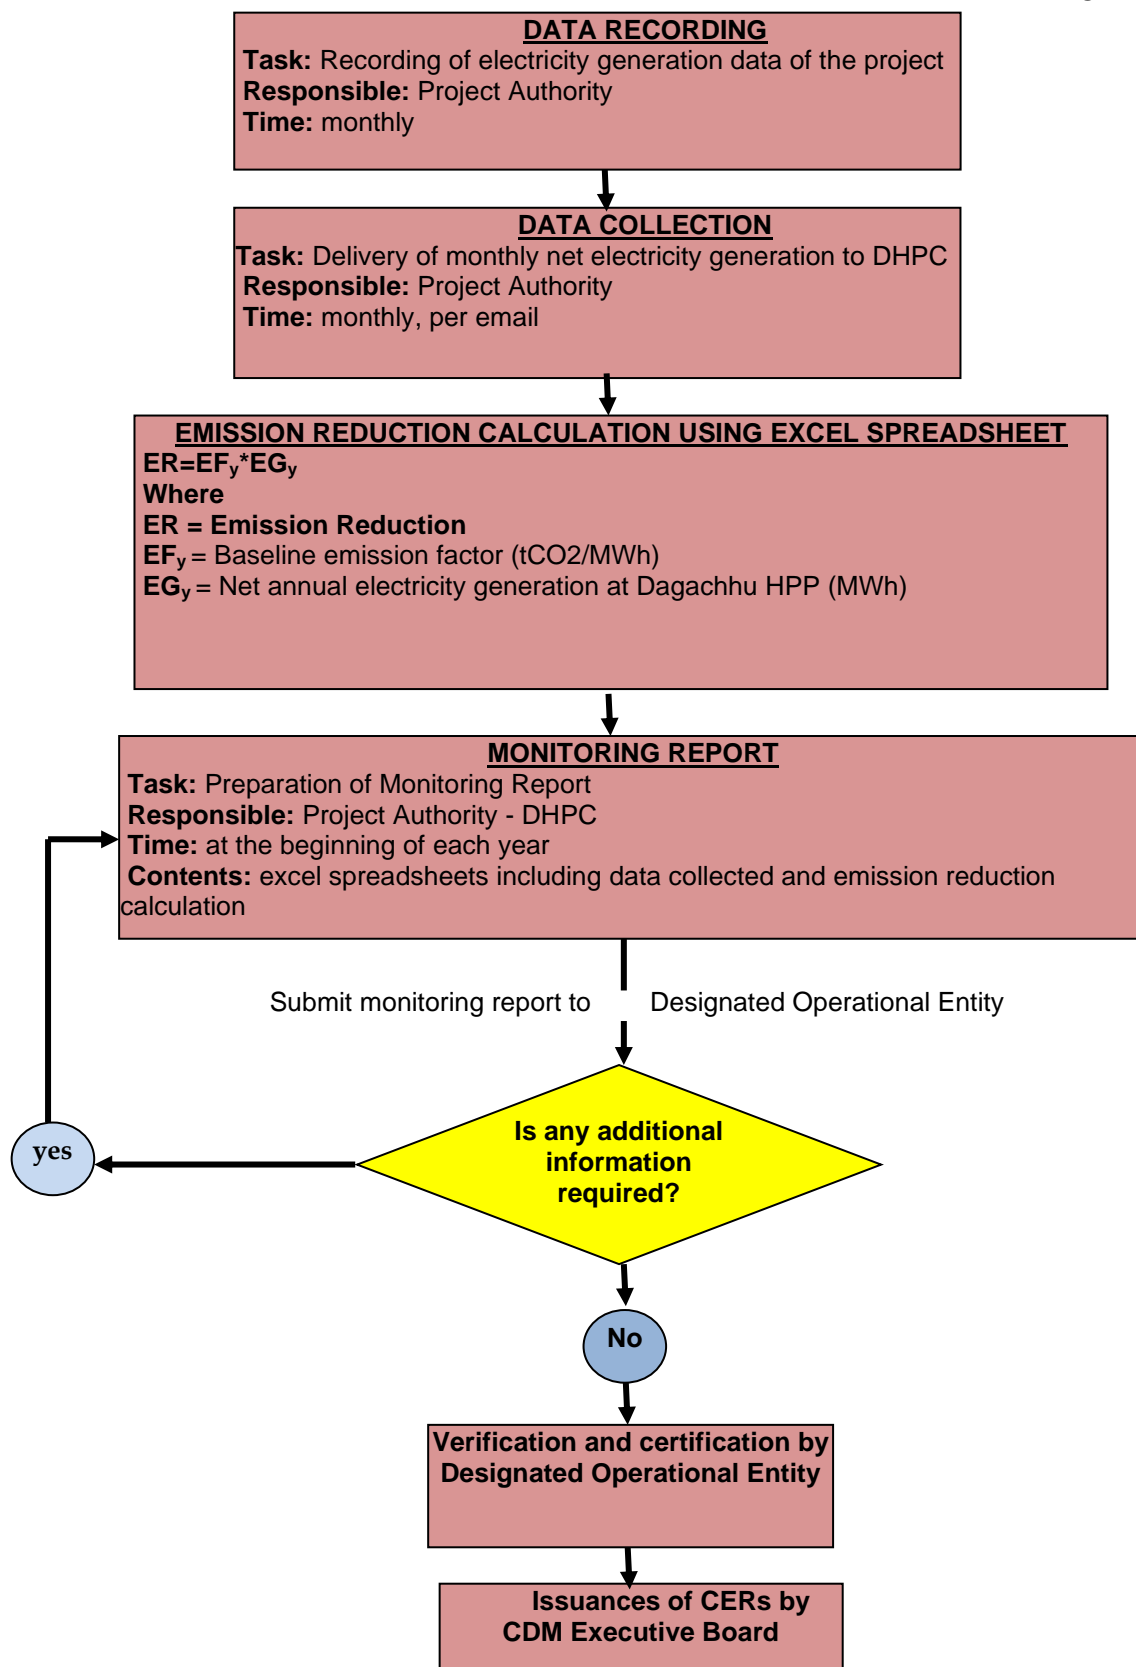 DATA RECORDING
Task: Recording of electricity generation data of the project
Responsible: Project Authority
Time: monthly
DATA COLLECTION
Task: Delivery of monthly net electricity generation to DHPC
Responsible: Project Authority
Time: monthly, per email
EMISSION REDUCTION CALCULATION USING EXCEL SPREADSHEET
ER=EFy*EGy
Where
ER = Emission Reduction
EFy = Baseline emission factor (tCO2/MWh)
EGy = Net annual electricity generation at Dagachhu HPP (MWh)
MONITORING REPORT
Task: Preparation of Monitoring Report
Responsible: Project Authority - DHPC
Time: at the beginning of each year
Contents: excel spreadsheets including data collected and emission reduction
calculation
Submit monitoring report to Designated Operational Entity
Is any additional
information
required?
yes
No
Verification and certification by
Designated Operational Entity
Issuances of CERs by
CDM Executive Board